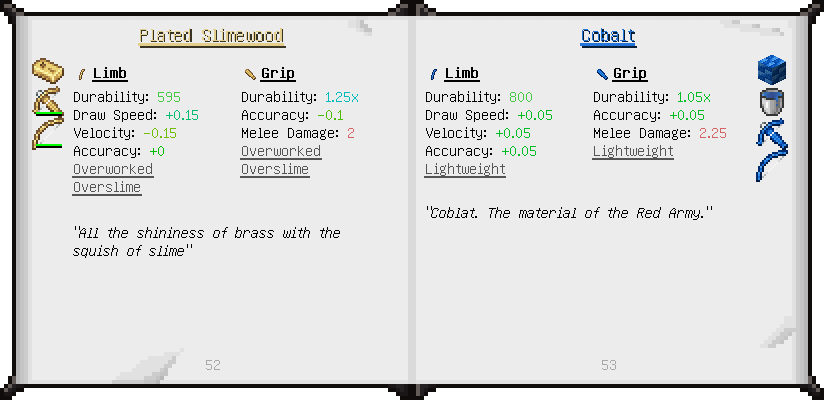 Plated Slimewood
Limb
Durability: 595
Draw Speed: +0.15
Velocity: -0.15
Accuracy: +0
Overworked
Overslime
Grip
Durability: 1.25x
Accuracy: -0.1
Melee Damage: 2
Overworked
Overslime
"All the shininess of brass with the
squish of slime"
52
Cobalt
Limb
Durability: 800
Draw Speed: +0.05
Velocity: +0.05
Accuracy: +0.05
Lightweight
Grip
Durability: 1.05x
Accuracy: +0.05
Melee Damage: 2.25
Lightweight
"Coblat. The material of the Red Army."
53